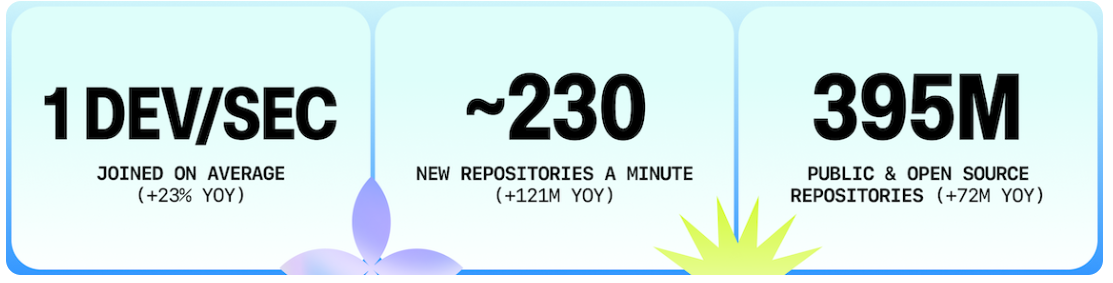 1 DEV/SEC
JOINED ON AVERAGE
(+23% YOY)
~230
NEW REPOSITORIES A MINUTE
(+121M YOY)
395M
PUBLIC & OPEN SOURCE
REPOSITORIES (+72M YOY)